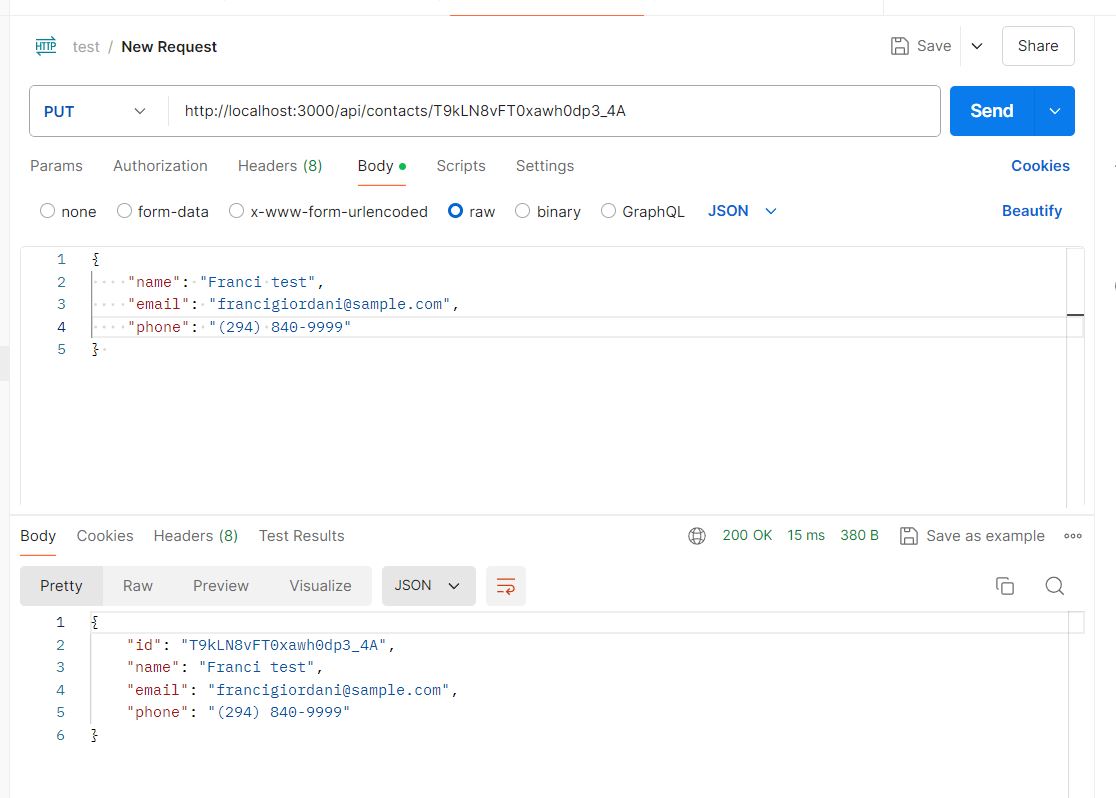 HTTP test / New Request Save Share
PUT http://localhost:3000/api/contacts/T9kLN8vFT0xawh0dp3_4A Send
Params Authorization Headers (8) Body Scripts Settings Cookies
none form-data x-www-form-urlencoded raw binary GraphQL JSON Beautify
1 {
2 "name": "Franci test",
3 "email": "francigiordani@sample.com",
4 "phone": "(294) 840-9999"
5 }
Body Cookies Headers (8) Test Results 200 OK 15 ms 380 B Save as example
Pretty Raw Preview Visualize JSON
1 {
2 "id": "T9kLN8vFT0xawh0dp3_4A",
3 "name": "Franci test",
4 "email": "francigiordani@sample.com",
5 "phone": "(294) 840-9999"
6 }